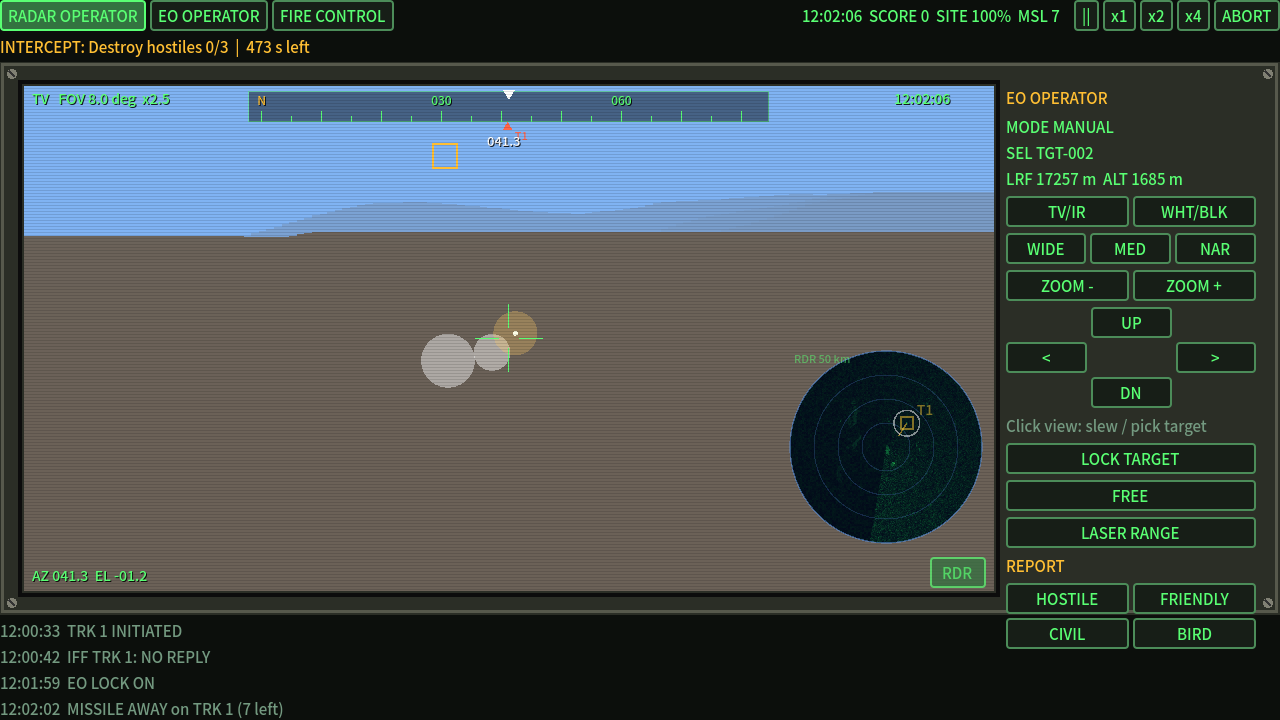 RADAR OPERATOR EO OPERATOR FIRE CONTROL 12:02:06 SCORE 0 SITE 100% MSL 7 || x1 x2 x4 ABORT
INTERCEPT: Destroy hostiles 0/3 | 473 s left
TV FOV 8.0 deg x2.5
N 030 060
12:02:06
T1
041.3
RDR 50 km
T1
AZ 041.3 EL -01.2
RDR
EO OPERATOR
MODE MANUAL
SEL TGT-002
LRF 17257 m ALT 1685 m
TV/IR WHT/BLK
WIDE MED NAR
ZOOM - ZOOM +
UP
< >
DN
Click view: slew / pick target
LOCK TARGET
FREE
LASER RANGE
REPORT
HOSTILE FRIENDLY
CIVIL BIRD
12:00:33 TRK 1 INITIATED
12:00:42 IFF TRK 1: NO REPLY
12:01:59 EO LOCK ON
12:02:02 MISSILE AWAY on TRK 1 (7 left)